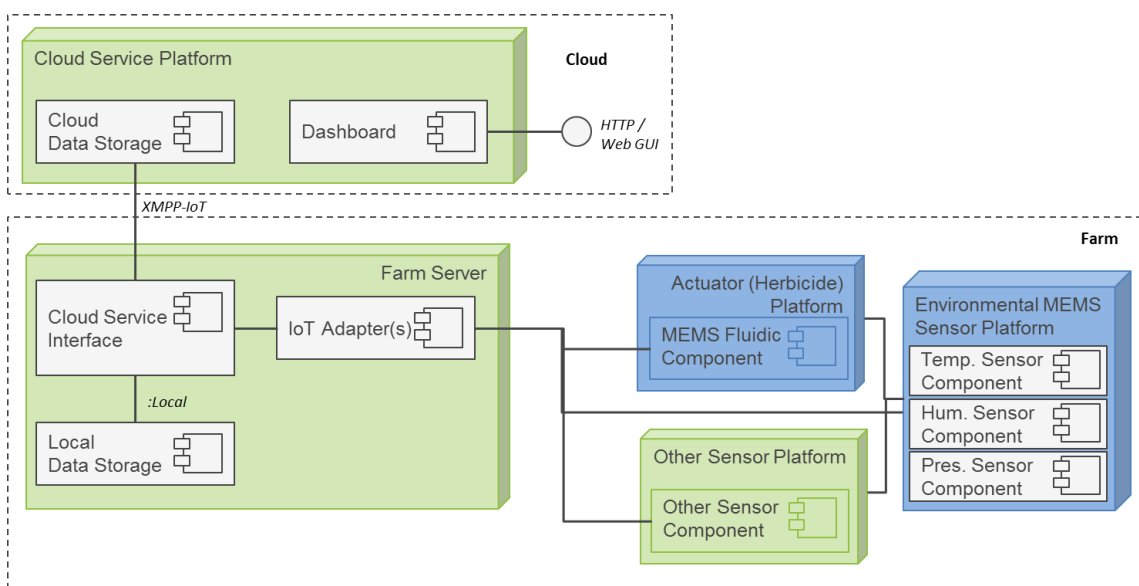 Cloud Service Platform
Cloud
Cloud
Data Storage
Dashboard
HTTP /
Web GUI
XMPP-IoT
Farm
Farm Server
Cloud Service
Interface
IoT Adapter(s)
:Local
Local
Data Storage
Actuator (Herbicide)
Platform
MEMS Fluidic
Component
Other Sensor Platform
Other Sensor
Component
Environmental MEMS
Sensor Platform
Temp. Sensor
Component
Hum. Sensor
Component
Pres. Sensor
Component